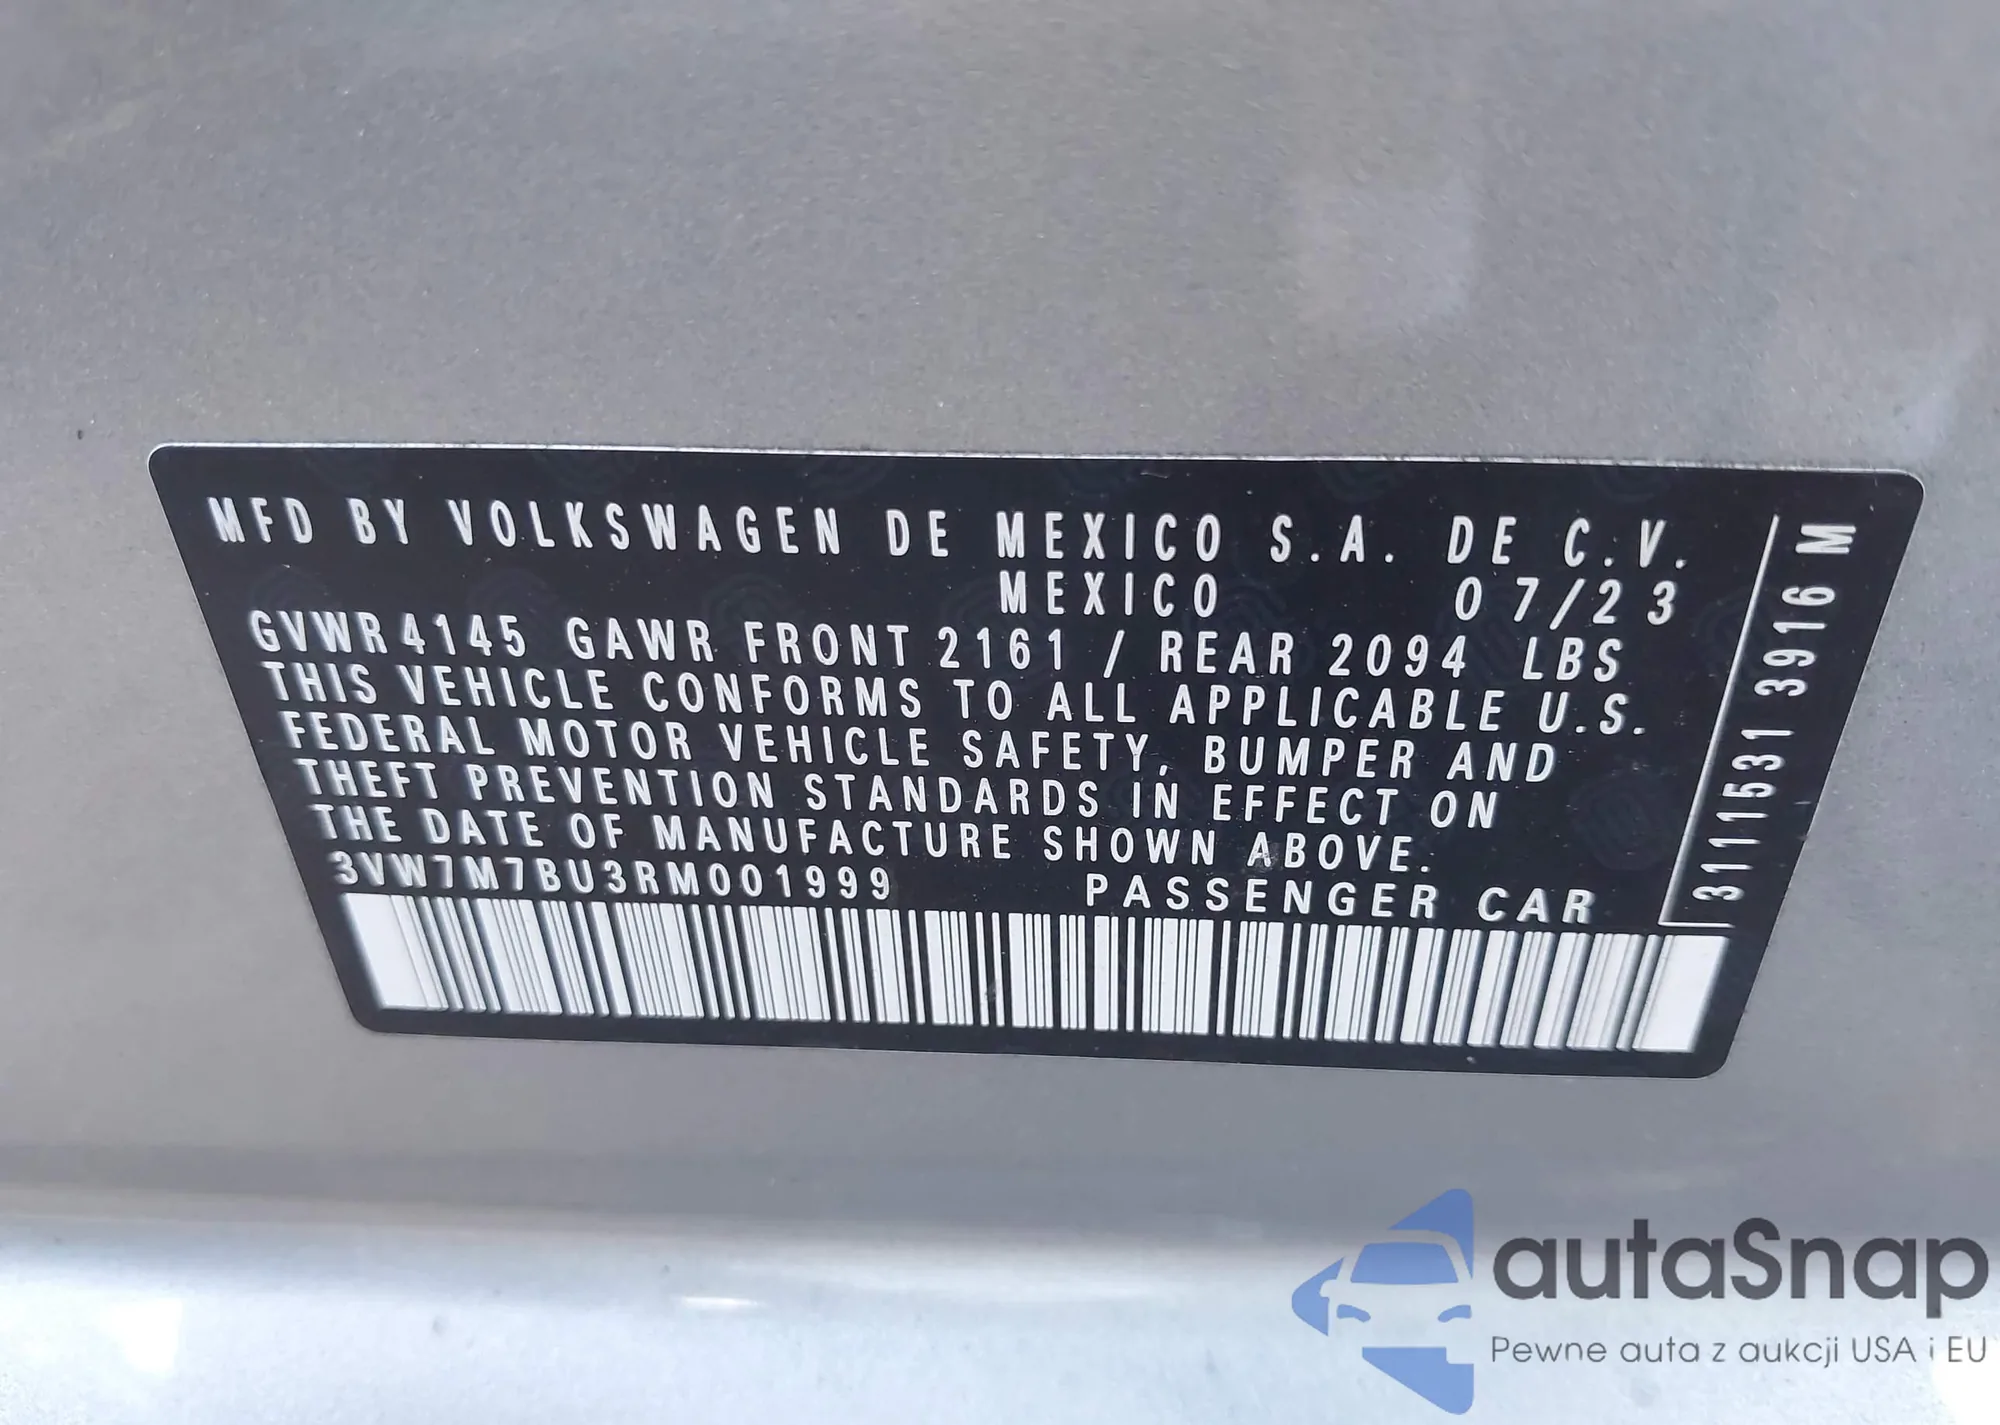 MFD BY VOLKSWAGEN DE MEXICO S.A. DE C.V.
MEXICO 07/23
GVWR 4145 GAWR FRONT 2161 / REAR 2094 LBS
THIS VEHICLE CONFORMS TO ALL APPLICABLE U.S.
FEDERAL MOTOR VEHICLE SAFETY, BUMPER AND
THEFT PREVENTION STANDARDS IN EFFECT ON
THE DATE OF MANUFACTURE SHOWN ABOVE.
3VW7M7BU3RM001999 PASSENGER CAR
3111531 3916 M
autaSnap
Pewne auta z aukcji USA i EU